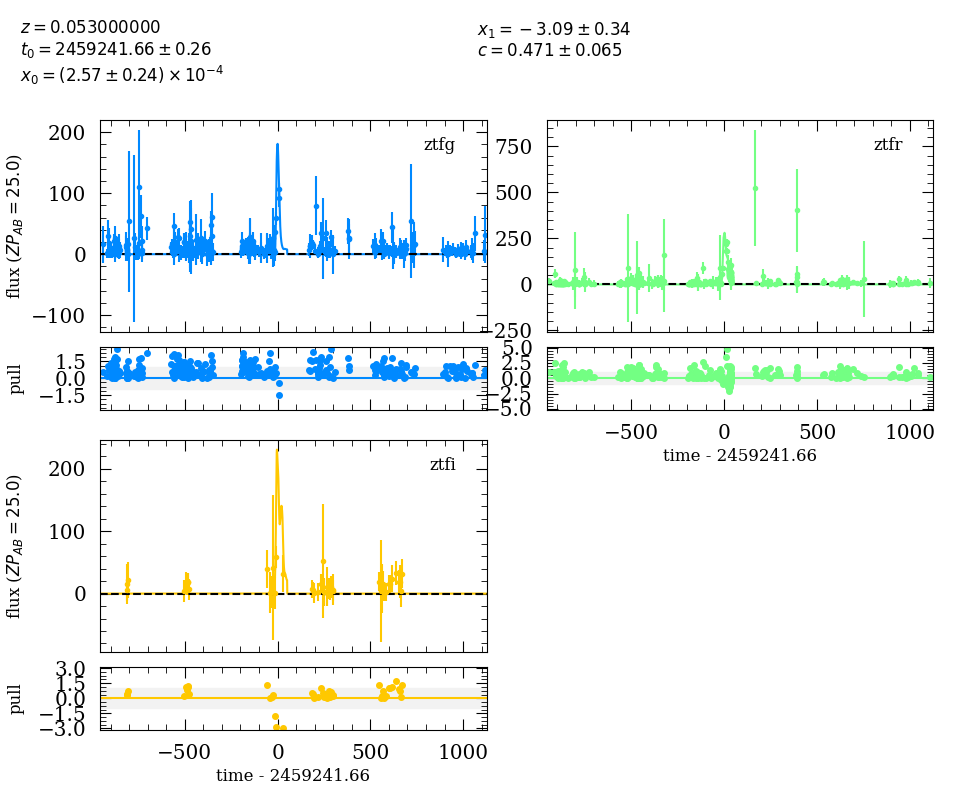 z = 0.053000000
t0 = 2459241.66 ± 0.26
x0 = (2.57 ± 0.24) × 10^−4
x1 = −3.09 ± 0.34
c = 0.471 ± 0.065
ztfg
200
100
0
−100
flux (ZP_AB = 25.0)
ztfr
750
500
250
0
−250
1.5
0.0
−1.5
pull
5.0
2.5
0.0
−2.5
−5.0
−500 0 500 1000
time - 2459241.66
ztfi
200
100
0
flux (ZP_AB = 25.0)
3.0
1.5
0.0
−1.5
−3.0
pull
−500 0 500 1000
time - 2459241.66